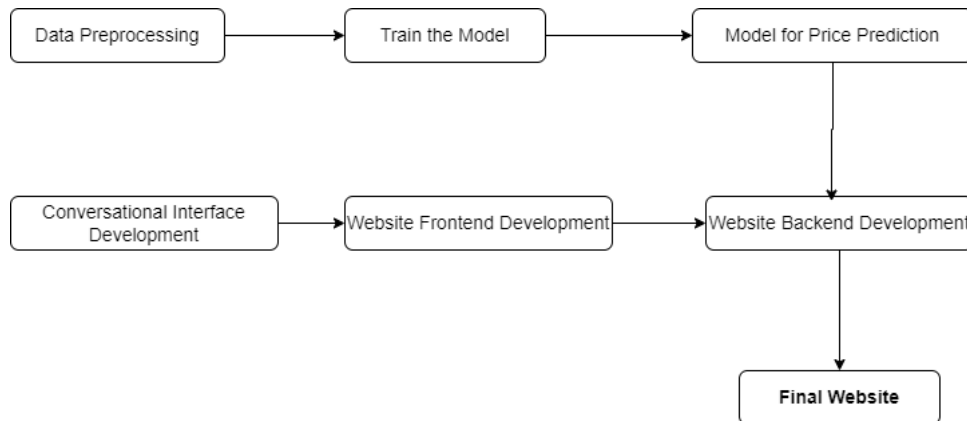 Data Preprocessing
Train the Model
Model for Price Prediction
Conversational Interface
Development
Website Frontend Development
Website Backend Development
Final Website